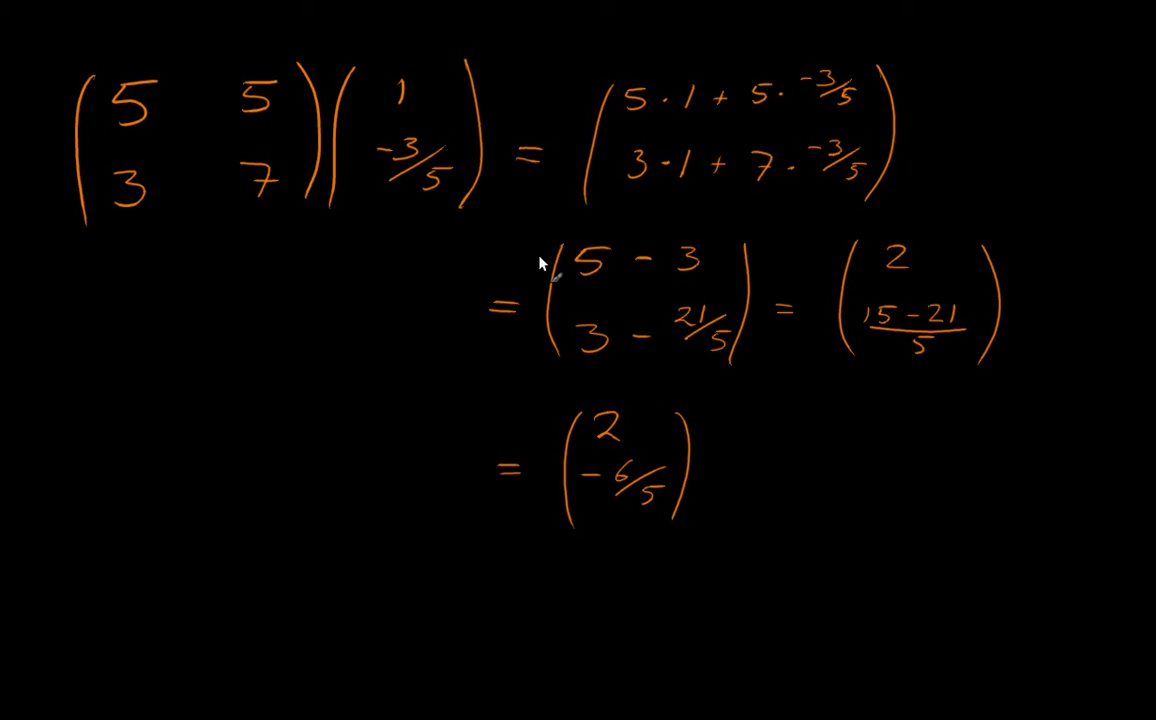 ( 5 5 ) ( 1 ) = ( 5 · 1 + 5 · -3/5 )
( 3 7 ) ( -3/5 ) ( 3 · 1 + 7 · -3/5 )
= ( 5 - 3 ) = ( 2 )
( 3 - 21/5 ) ( 15-21/5 )
= ( 2 )
( -6/5 )